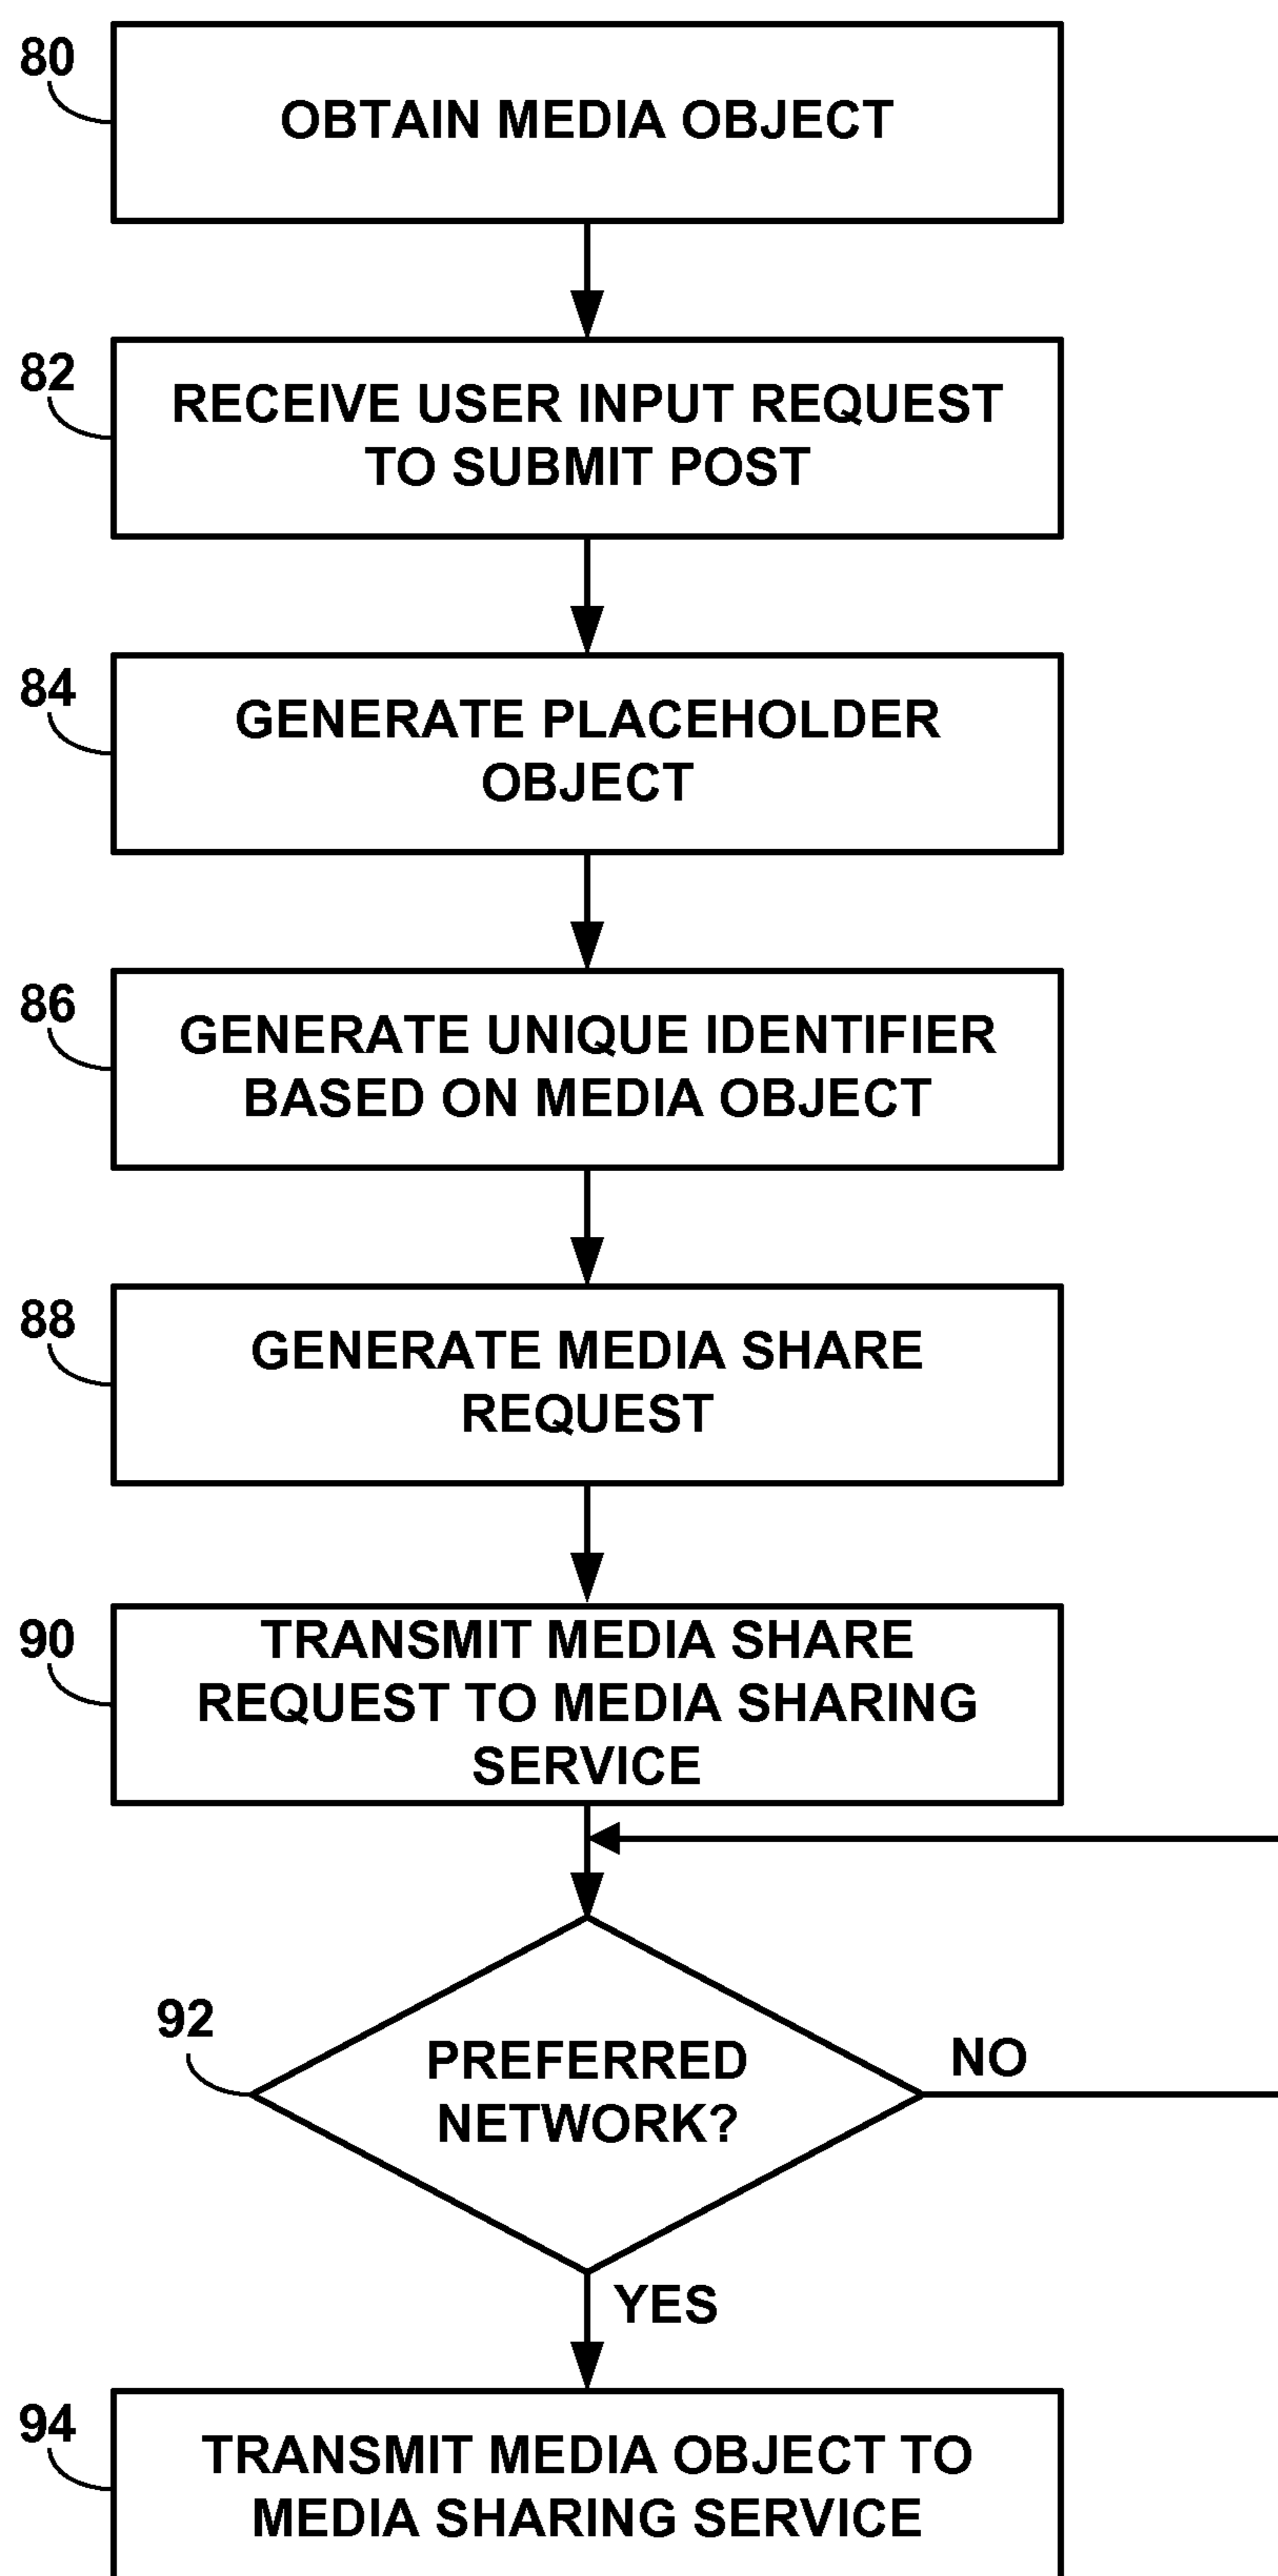 80
OBTAIN MEDIA OBJECT
82
RECEIVE USER INPUT REQUEST
TO SUBMIT POST
84
GENERATE PLACEHOLDER
OBJECT
86
GENERATE UNIQUE IDENTIFIER
BASED ON MEDIA OBJECT
88
GENERATE MEDIA SHARE
REQUEST
90
TRANSMIT MEDIA SHARE
REQUEST TO MEDIA SHARING
SERVICE
92
PREFERRED
NETWORK?
NO
YES
94
TRANSMIT MEDIA OBJECT TO
MEDIA SHARING SERVICE